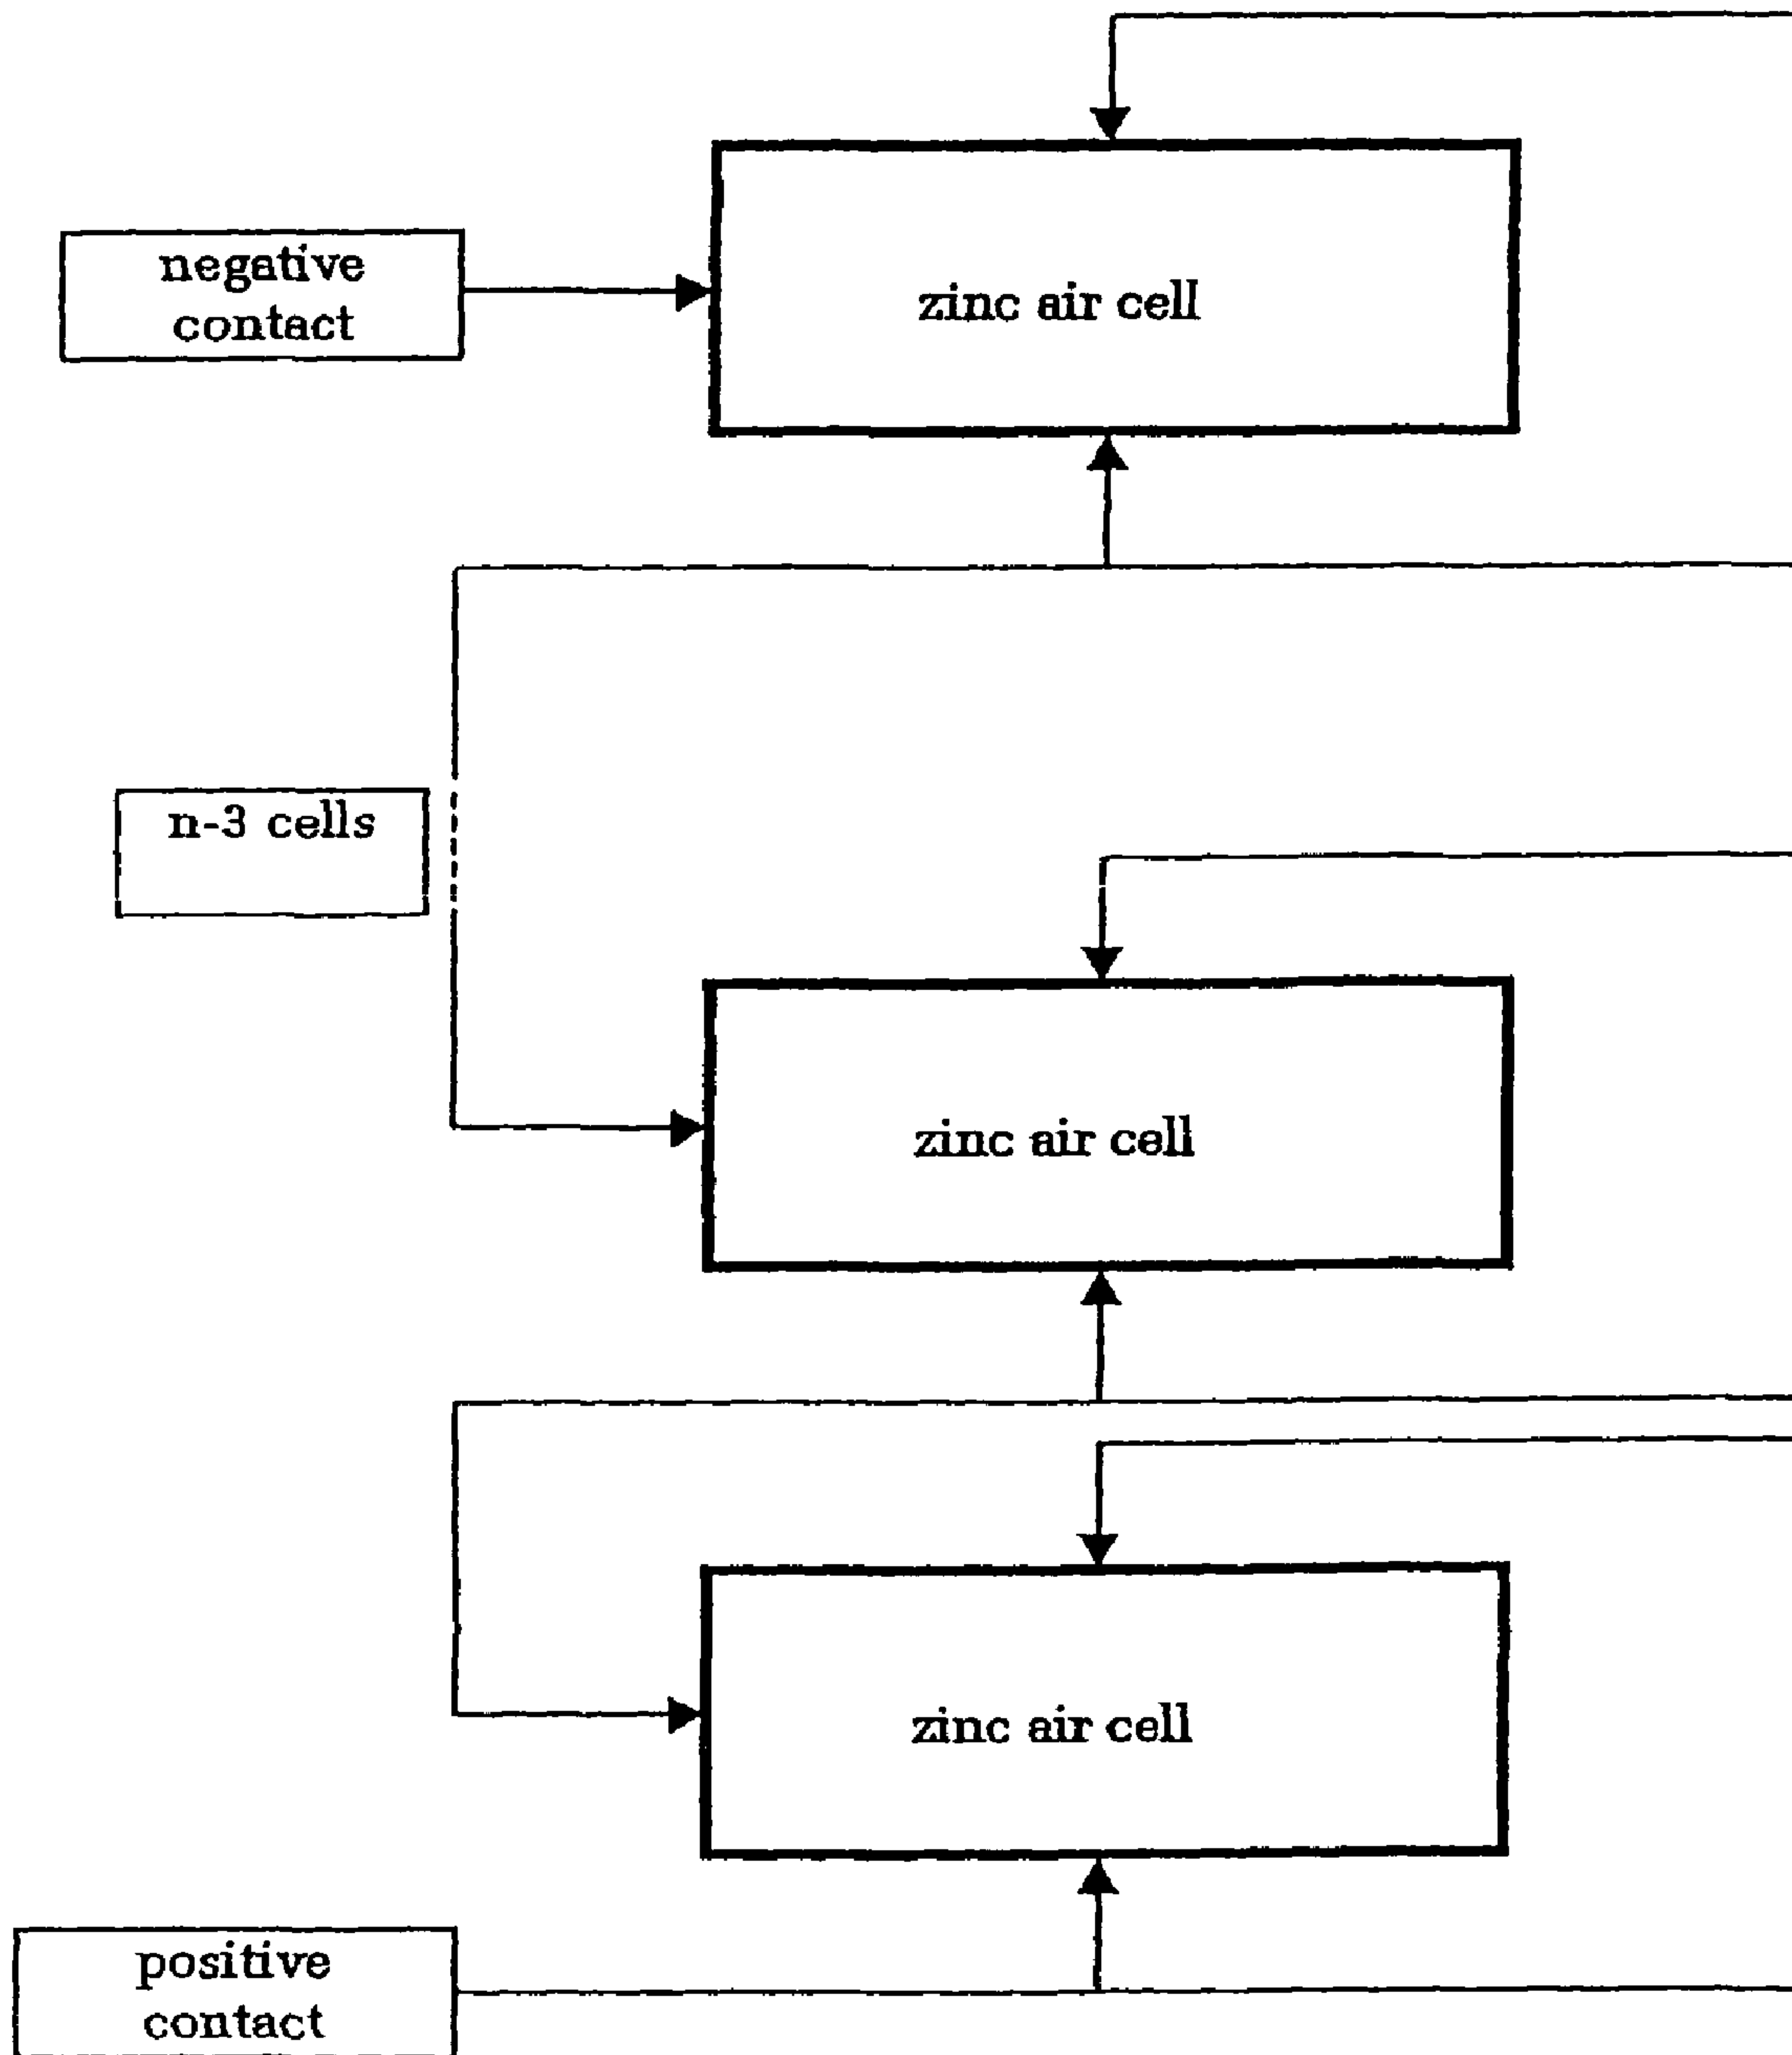 negative
contact
zinc air cell
n-3 cells
zinc air cell
zinc air cell
positive
contact